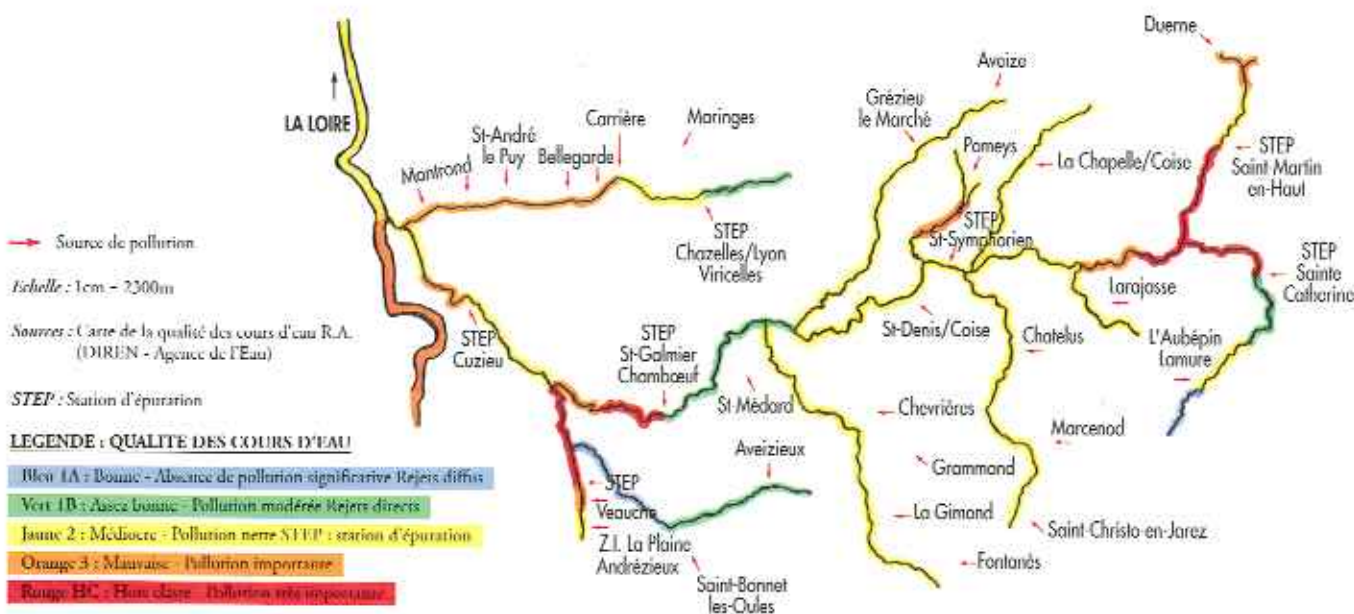 Duerne
Aveize
Grézieu
le Marché
Pomeys
La Chapelle/Coise
STEP
Saint-Martin
en-Haut
LA LOIRE
Montrond
St-André
le Puy
Bellegarde
Carrière
Maringes
STEP
Chazelles/Lyon
Viricelles
STEP
St-Symphorien
STEP
Sainte
Catherine
Larajasse
L'Aubépin
Lamure
St-Denis/Coise
Chatelus
STEP
Cuzieu
STEP
St-Galmier
Chambœuf
St-Médard
Chevrières
Marcenod
Grammond
Aveizieux
La Gimond
Saint-Christo-en-Jarez
Fontanès
STEP
Veauche
Z.I. La Plaine
Andrézieux
Saint-Bonnet
les-Oules
Source de pollution
Echelle : 1cm = 2300m
Sources : Carte de la qualité des cours d'eau R.A.
(DIREN - Agence de l'Eau)
STEP : Station d'épuration
LEGENDE : QUALITE DES COURS D'EAU
Bleu 1A : Bonne - Absence de pollution significative Rejets diffus
Vert 1B : Assez bonne - Pollution modérée Rejets directs
Jaune 2 : Médiocre - Pollution nette STEP : station d'épuration
Orange 3 : Mauvaise - Pollution importante
Rouge HC : Hors classe - Pollution très importante